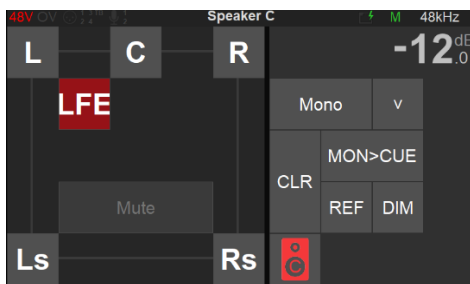 48V OV Speaker C M 48kHz
L C R -12.0 dB
LFE Mono v
MON>CUE
CLR
Mute REF DIM
Ls Rs C